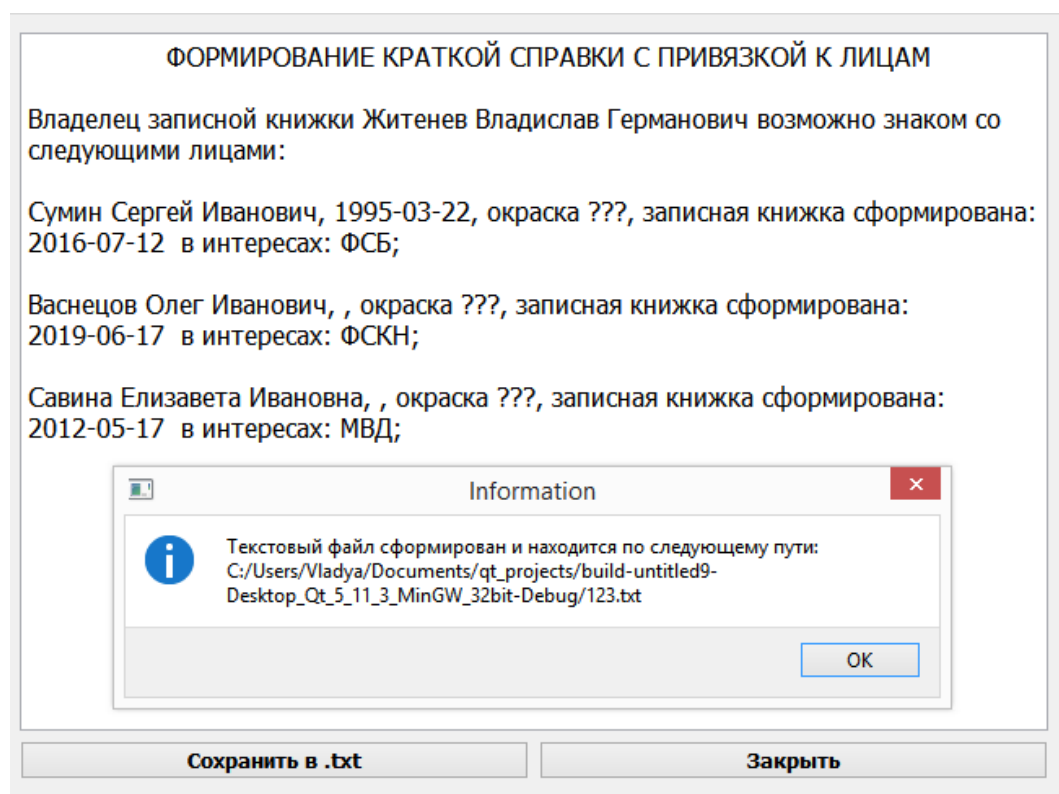 ФОРМИРОВАНИЕ КРАТКОЙ СПРАВКИ С ПРИВЯЗКОЙ К ЛИЦАМ
Владелец записной книжки Житенев Владислав Германович возможно знаком со
следующими лицами:
Сумин Сергей Иванович, 1995-03-22, окраска ???, записная книжка сформирована:
2016-07-12  в интересах: ФСБ;
Васнецов Олег Иванович, , окраска ???, записная книжка сформирована:
2019-06-17  в интересах: ФСКН;
Савина Елизавета Ивановна, , окраска ???, записная книжка сформирована:
2012-05-17  в интересах: МВД;
Information
Текстовый файл сформирован и находится по следующему пути:
C:/Users/Vladya/Documents/qt_projects/build-untitled9-
Desktop_Qt_5_11_3_MinGW_32bit-Debug/123.txt
OK
Сохранить в .txt
Закрыть